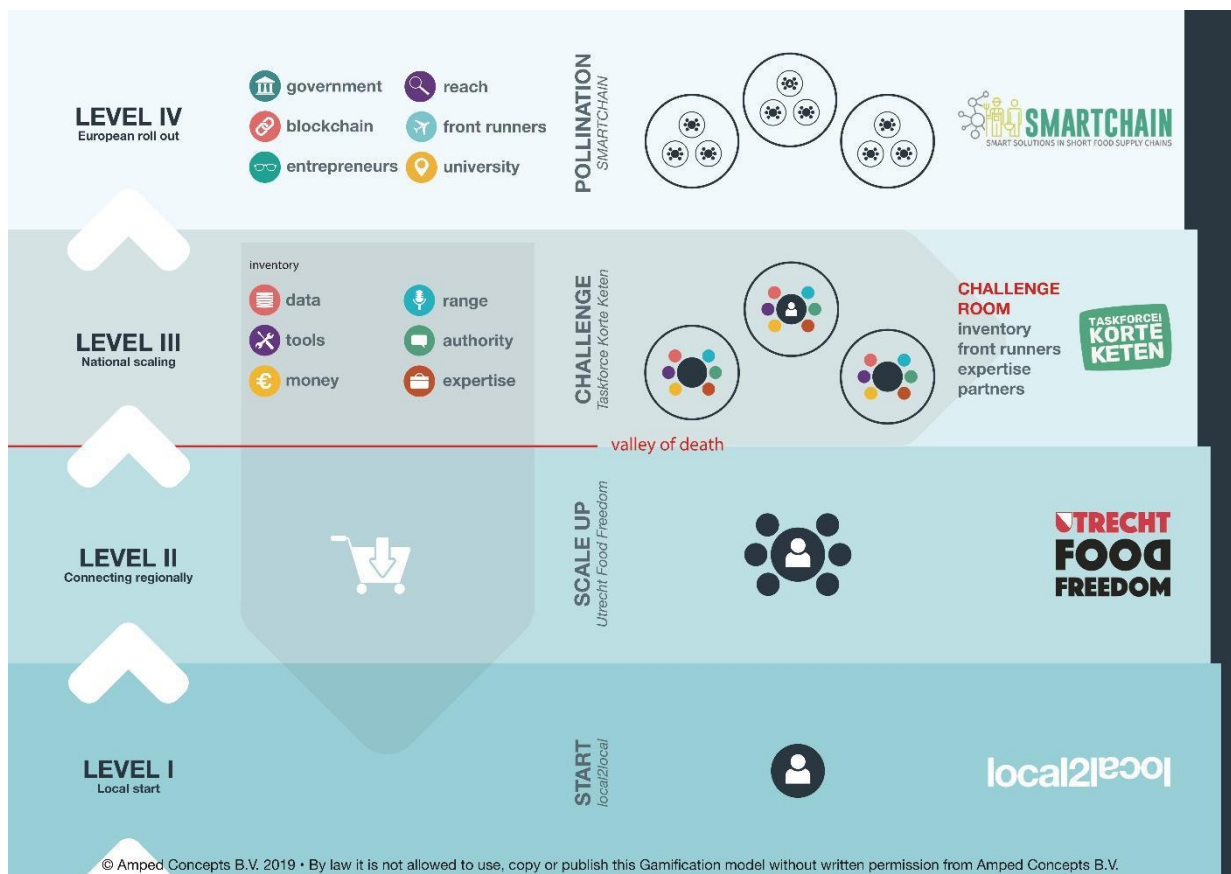 LEVEL IV
European roll out
government
blockchain
entrepreneurs
reach
front runners
university
POLLINATION
SMARTCHAIN
SMARTCHAIN
SMART SOLUTIONS IN SHORT FOOD SUPPLY CHAINS
LEVEL III
National scaling
inventory
data
tools
€ money
range
authority
expertise
CHALLENGE
Taskforce Korte Keten
CHALLENGE
ROOM
inventory
front runners
expertise
partners
TASKFORCE
KORTE
KETEN
valley of death
LEVEL II
Connecting regionally
SCALE UP
Utrecht Food Freedom
UTRECHT
FOOD
FREEDOM
LEVEL I
Local start
START
local2local
local2local
© Amped Concepts B.V. 2019 • By law it is not allowed to use, copy or publish this Gamification model without written permission from Amped Concepts B.V.